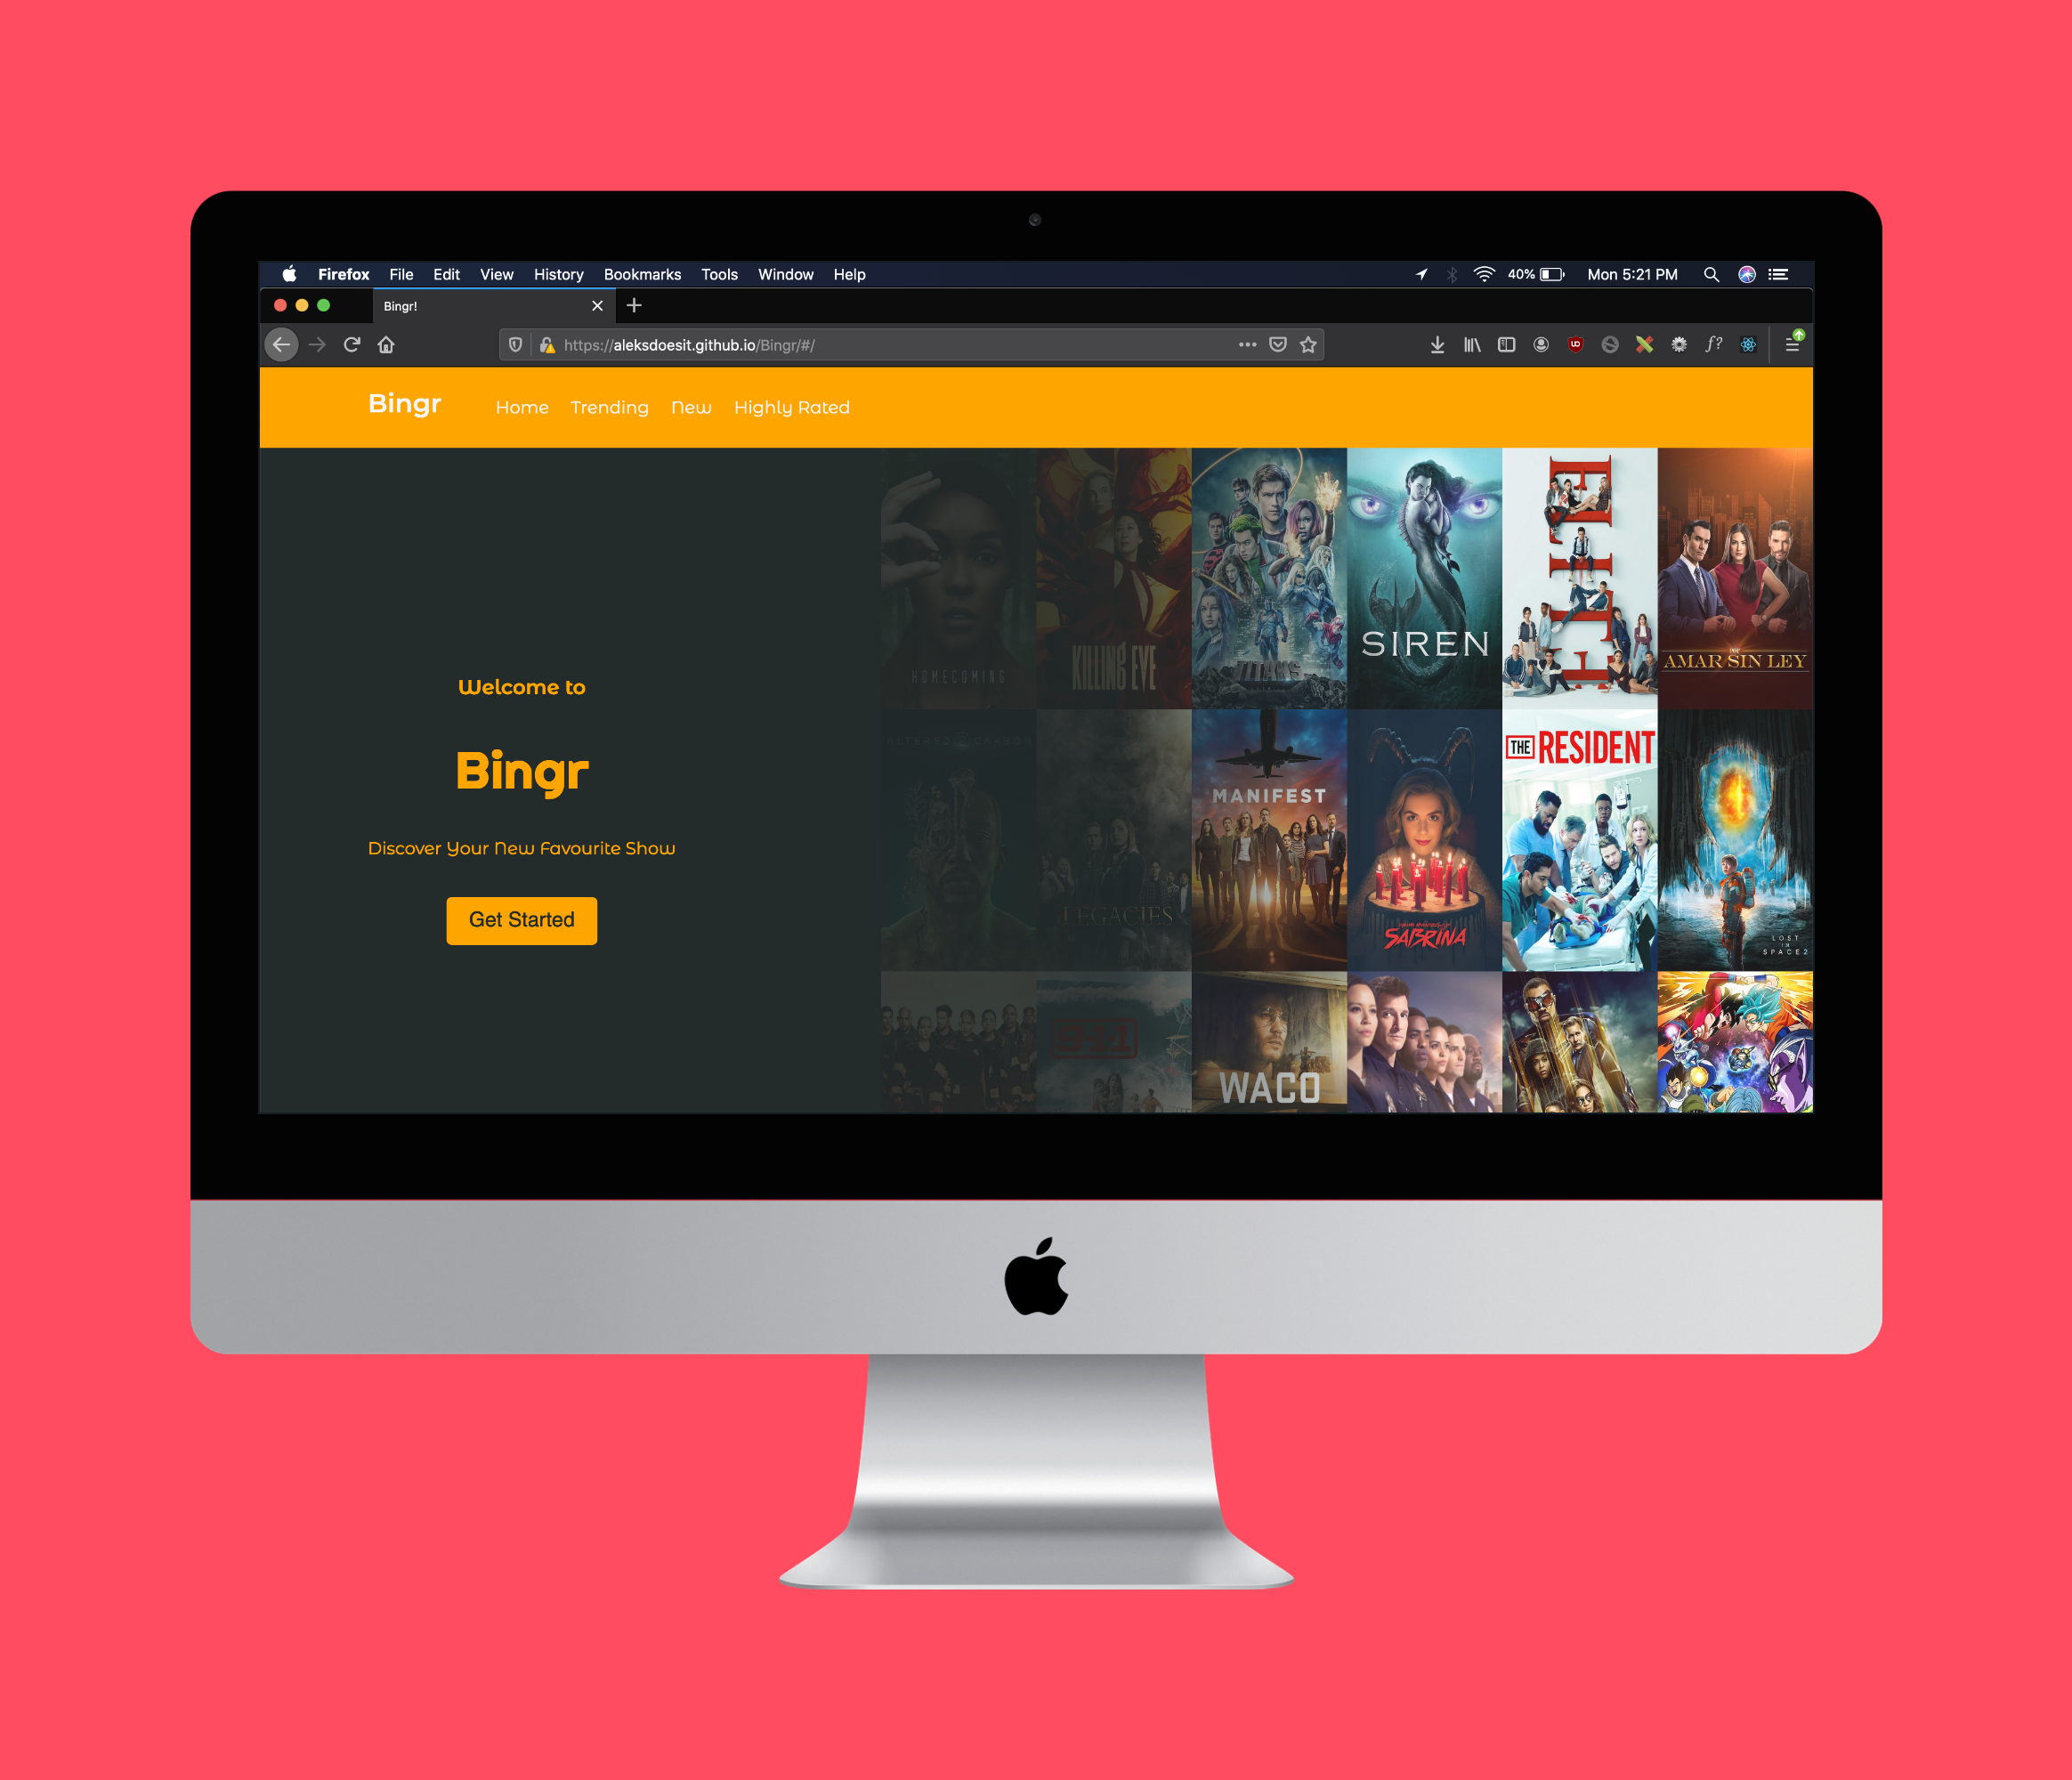 Firefox File Edit View History Bookmarks Tools Window Help 40% Mon 5:21 PM
Bingr!
https://aleksdoesit.github.io/Bingr/#/
Bingr Home Trending New Highly Rated
Welcome to
Bingr
Discover Your New Favourite Show
Get Started
HOMECOMING
KILLING EVE
TITANS
SIREN
ELITE
por
AMAR SIN LEY
ALTERED CARBON
LEGACIES
MANIFEST
SABRINA
THE RESIDENT
LOST
IN
SPACE 2
9-1-1
WACO